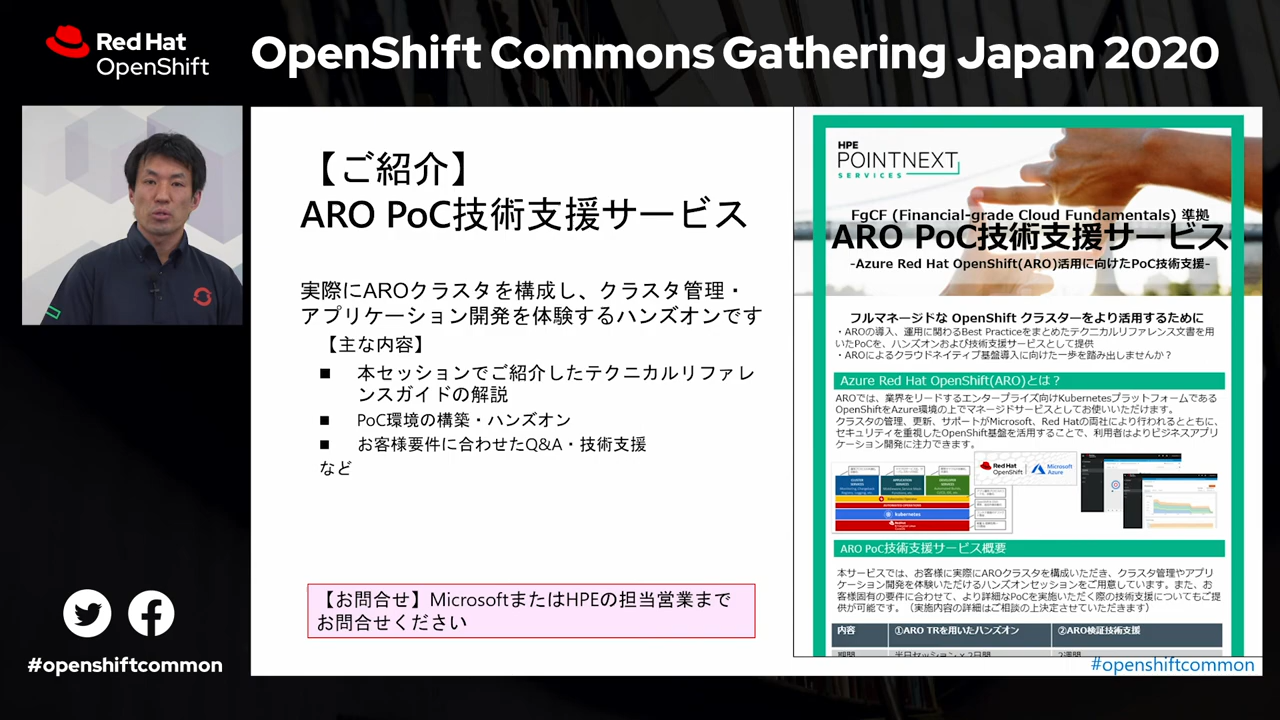 Red Hat
OpenShift
OpenShift Commons Gathering Japan 2020
【ご紹介】
ARO PoC技術支援サービス
実際にAROクラスタを構成し、クラスタ管理・
アプリケーション開発を体験するハンズオンです
【主な内容】
■ 本セッションでご紹介したテクニカルリファレ
ンスガイドの解説
■ PoC環境の構築・ハンズオン
■ お客様要件に合わせたQ&A・技術支援
など
【お問合せ】MicrosoftまたはHPEの担当営業まで
お問合せください
HPE
POINTNEXT
SERVICES
FgCF (Financial-grade Cloud Fundamentals) 準拠
ARO PoC技術支援サービス
-Azure Red Hat OpenShift(ARO)活用に向けたPoC技術支援-
フルマネージドな OpenShift クラスターをより活用するために
・AROの導入、運用に関わるBest Practiceをまとめたテクニカルリファレンス文書を用
いたPoCを、ハンズオンおよび技術支援サービスとして提供
・AROによるクラウドネイティブ基盤導入に向けた一歩を踏み出しませんか？
Azure Red Hat OpenShift(ARO)とは？
AROでは、業界をリードするエンタープライズ向けKubernetesプラットフォームである
OpenShiftをAzure環境の上でマネージドサービスとしてお使いいただけます。
クラスタの管理、更新、サポートがMicrosoft、Red Hatの両社により行われるとともに、
セキュリティを重視したOpenShift基盤を活用することで、利用者はよりビジネスアプリ
ケーション開発に注力できます。
Red Hat
OpenShift
Microsoft
Azure
kubernetes
ARO PoC技術支援サービス概要
本サービスでは、お客様に実際にAROクラスタを構成いただき、クラスタ管理やアプリ
ケーション開発を体験いただけるハンズオンセッションをご用意しています。また、お
客様固有の要件に合わせて、より詳細なPoCを実施いただく際の技術支援についてもご提
供が可能です。（実施内容の詳細はご相談の上決定させていただきます）
内容 ①ARO TRを用いたハンズオン ②ARO検証技術支援
期間 半日セッション x 2日間 2週間
#openshiftcommon
#openshiftcommon